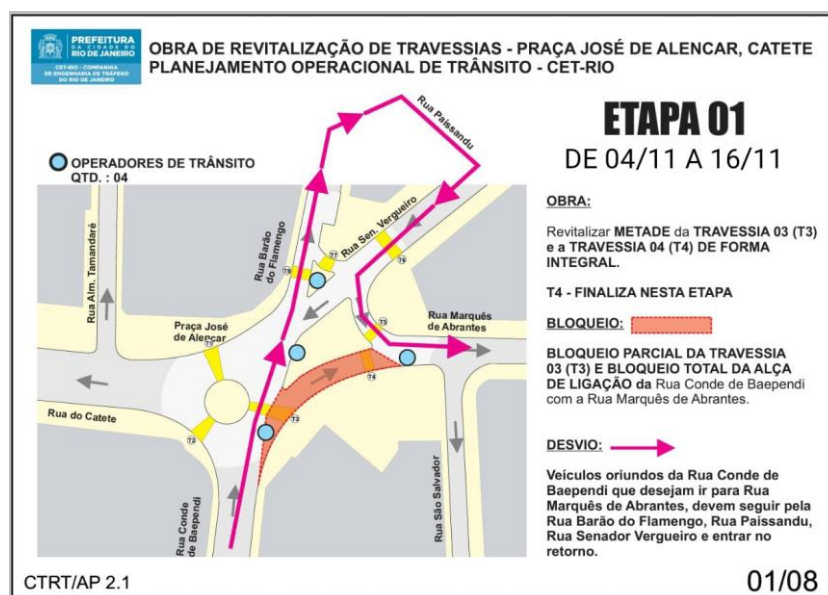 PREFEITURA
DA CIDADE DO
RIO DE JANEIRO
CET-RIO - COMPANHIA
DE ENGENHARIA DE TRÁFEGO
DO RIO DE JANEIRO
OBRA DE REVITALIZAÇÃO DE TRAVESSIAS - PRAÇA JOSÉ DE ALENCAR, CATETE
PLANEJAMENTO OPERACIONAL DE TRÂNSITO - CET-RIO
ETAPA 01
DE 04/11 A 16/11
OPERADORES DE TRÂNSITO
QTD. : 04
Rua Paissandu
Rua Alm. Tamandaré
Rua Barão
do Flamengo
Rua Sen. Vergueiro
T8
T7
T6
Praça José
de Alencar
T1
Rua Marquês
de Abrantes
T5
T4
T3
T2
Rua do Catete
Rua Conde
de Baependi
Rua São Salvador
OBRA:
Revitalizar METADE da TRAVESSIA 03 (T3)
e a TRAVESSIA 04 (T4) DE FORMA
INTEGRAL.
T4 - FINALIZA NESTA ETAPA
BLOQUEIO:
BLOQUEIO PARCIAL DA TRAVESSIA
03 (T3) E BLOQUEIO TOTAL DA ALÇA
DE LIGAÇÃO da Rua Conde de Baependi
com a Rua Marquês de Abrantes.
DESVIO:
Veículos oriundos da Rua Conde de
Baependi que desejam ir para Rua
Marquês de Abrantes, devem seguir pela
Rua Barão do Flamengo, Rua Paissandu,
Rua Senador Vergueiro e entrar no
retorno.
CTRT/AP 2.1
01/08